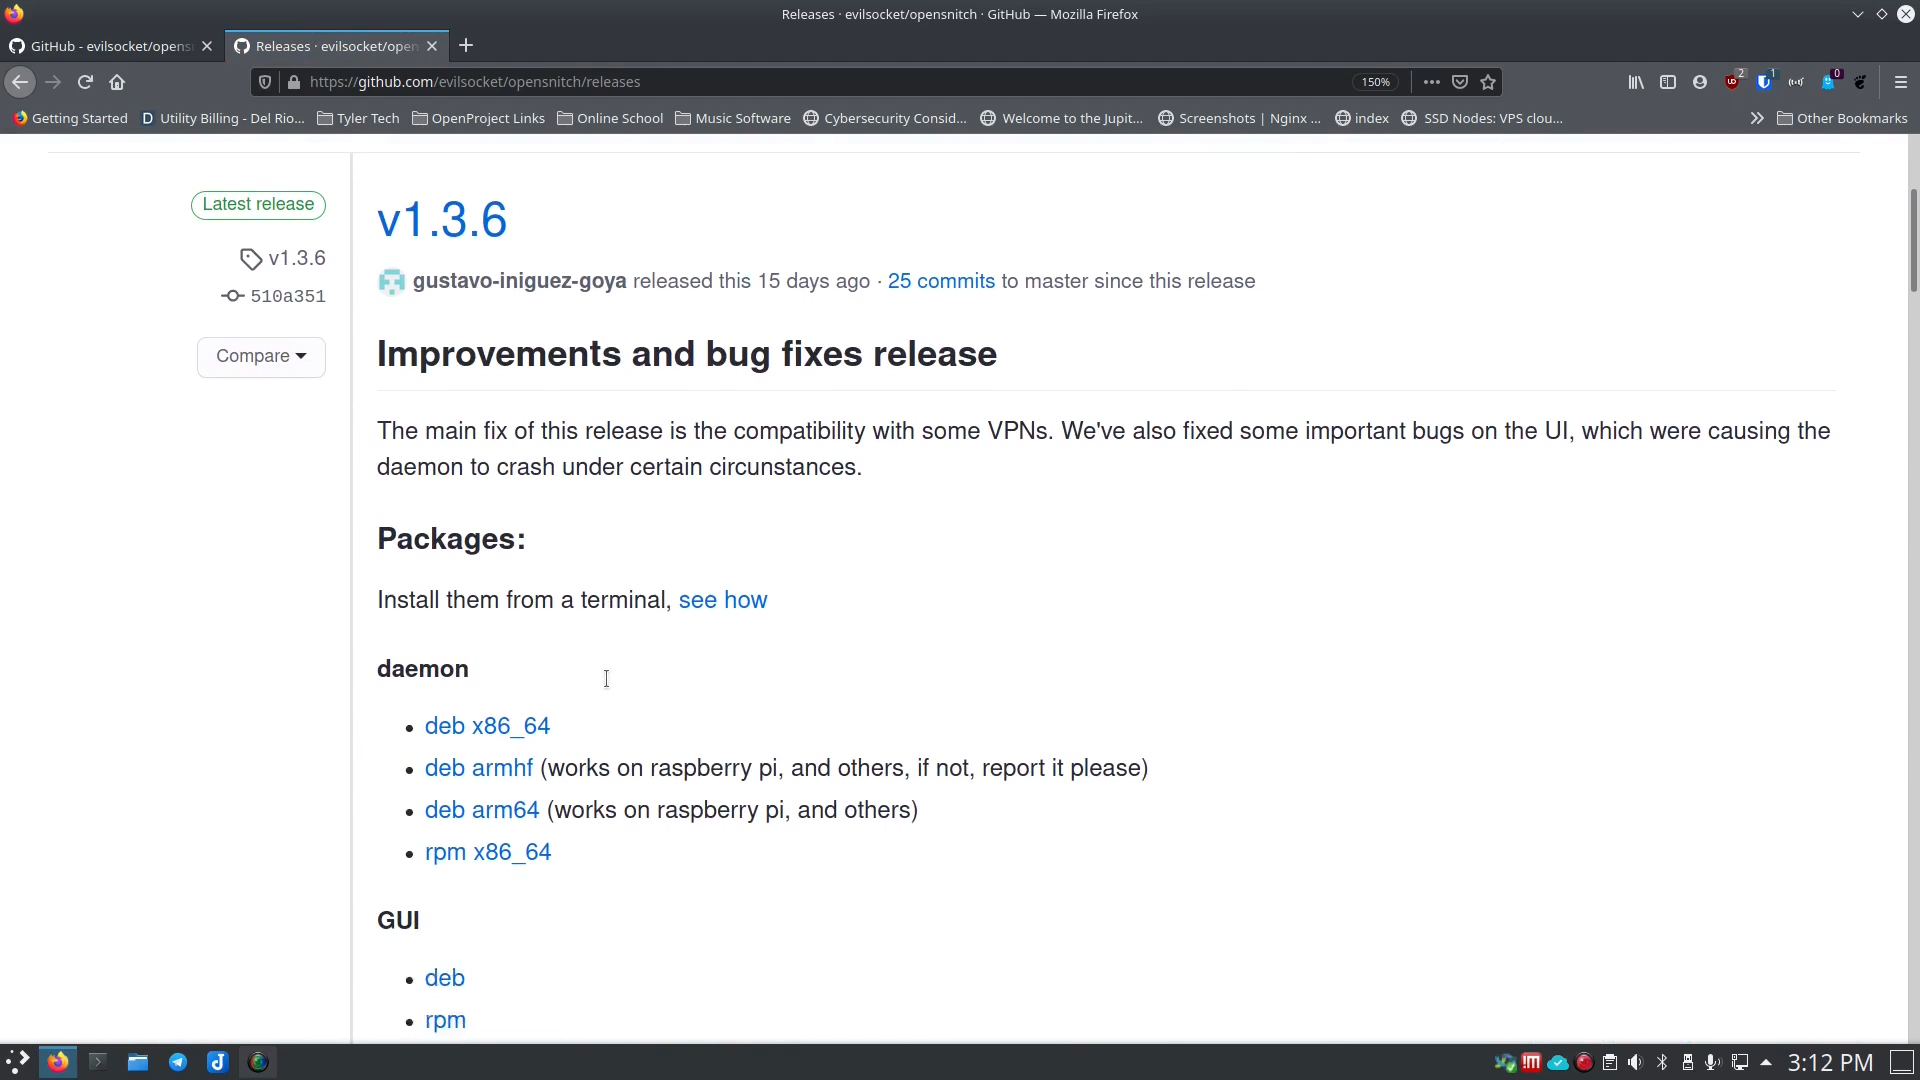 Releases · evilsocket/opensnitch · GitHub — Mozilla Firefox
GitHub - evilsocket/opens
Releases · evilsocket/open
https://github.com/evilsocket/opensnitch/releases
150%
2
1
0
Getting Started
Utility Billing - Del Rio...
Tyler Tech
OpenProject Links
Online School
Music Software
Cybersecurity Consid...
Welcome to the Jupit...
Screenshots | Nginx ...
index
SSD Nodes: VPS clou...
Other Bookmarks
Latest release
v1.3.6
510a351
Compare
v1.3.6
gustavo-iniguez-goya released this 15 days ago · 25 commits to master since this release
Improvements and bug fixes release
The main fix of this release is the compatibility with some VPNs. We've also fixed some important bugs on the UI, which were causing the
daemon to crash under certain circunstances.
Packages:
Install them from a terminal, see how
daemon
• deb x86_64
• deb armhf (works on raspberry pi, and others, if not, report it please)
• deb arm64 (works on raspberry pi, and others)
• rpm x86_64
GUI
• deb
• rpm
3:12 PM